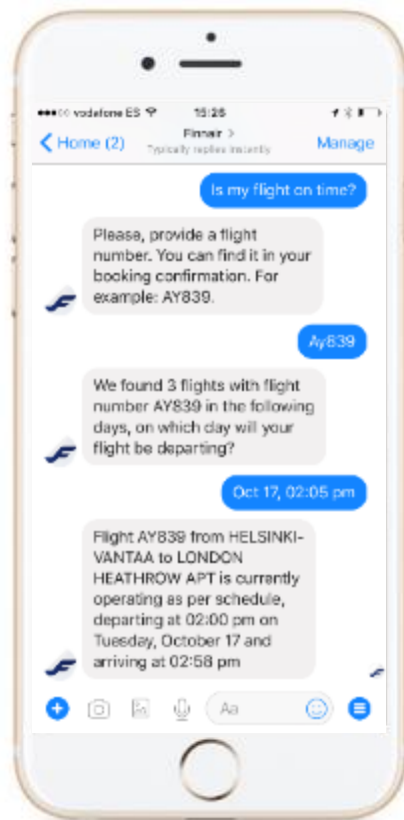 vodafone ES 15:26
Home (2) Finnair > Manage
Typically replies instantly
Is my flight on time?
Please, provide a flight
number. You can find it in your
booking confirmation. For
example: AY839.
Ay839
We found 3 flights with flight
number AY839 in the following
days, on which day will your
flight be departing?
Oct 17, 02:05 pm
Flight AY839 from HELSINKI-
VANTAA to LONDON
HEATHROW APT is currently
operating as per schedule,
departing at 02:00 pm on
Tuesday, October 17 and
arriving at 02:58 pm
Aa